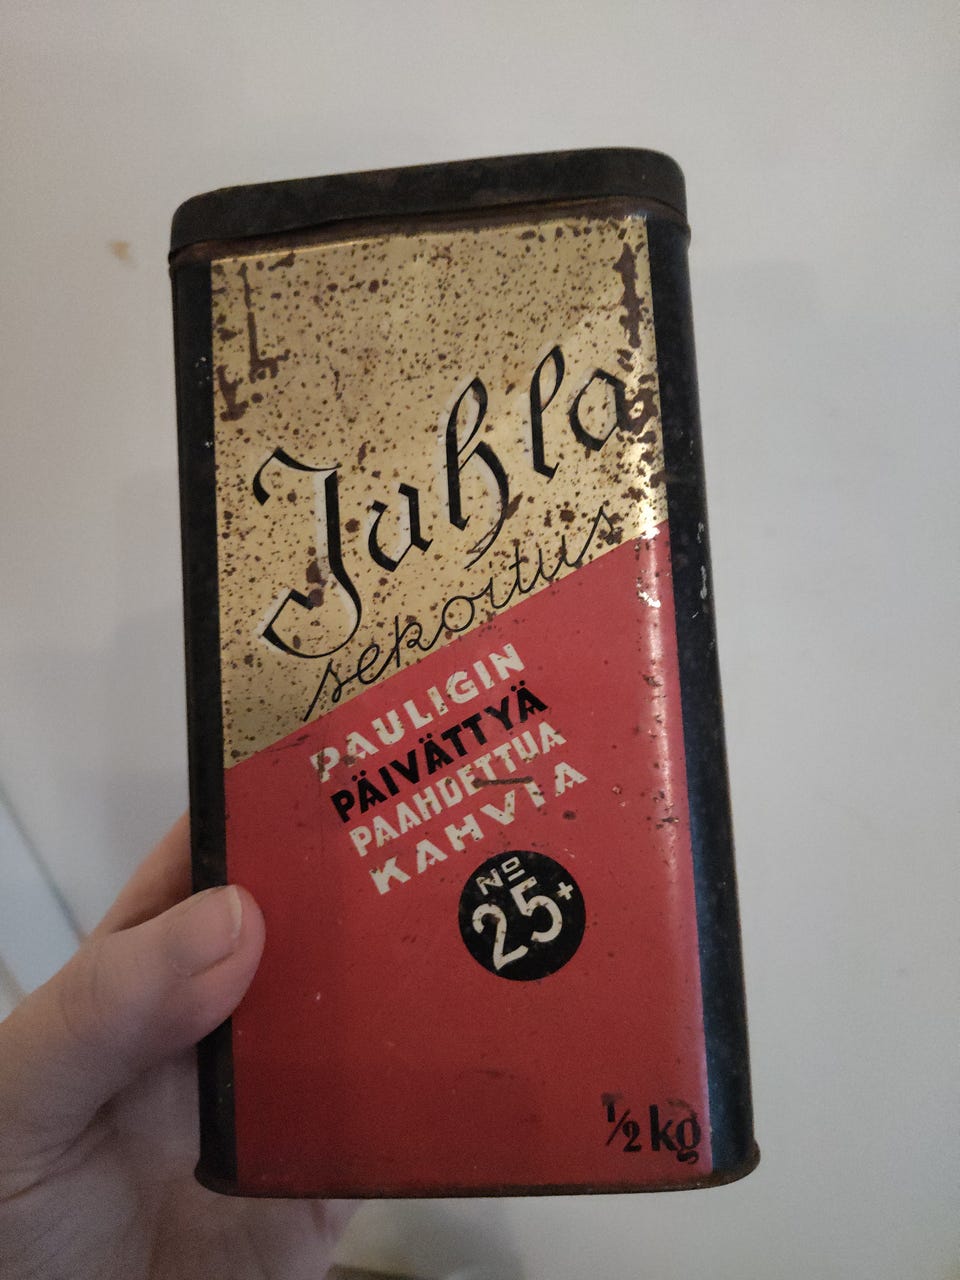 Juhla
sekoitus
PAULIGIN
PÄIVÄTTYÄ
PAAHDETTUA
KAHVIA
No
25+
1/2 kg